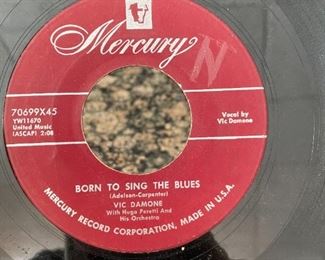 Mercury
N
70699X45
YW11670
United Music
(ASCAP) 2:08
Vocal by
Vic Damone
BORN TO SING THE BLUES
(Adelson-Carpenter)
VIC DAMONE
With Hugo Peretti And
His Orchestra
MERCURY RECORD CORPORATION, MADE IN U.S.A.